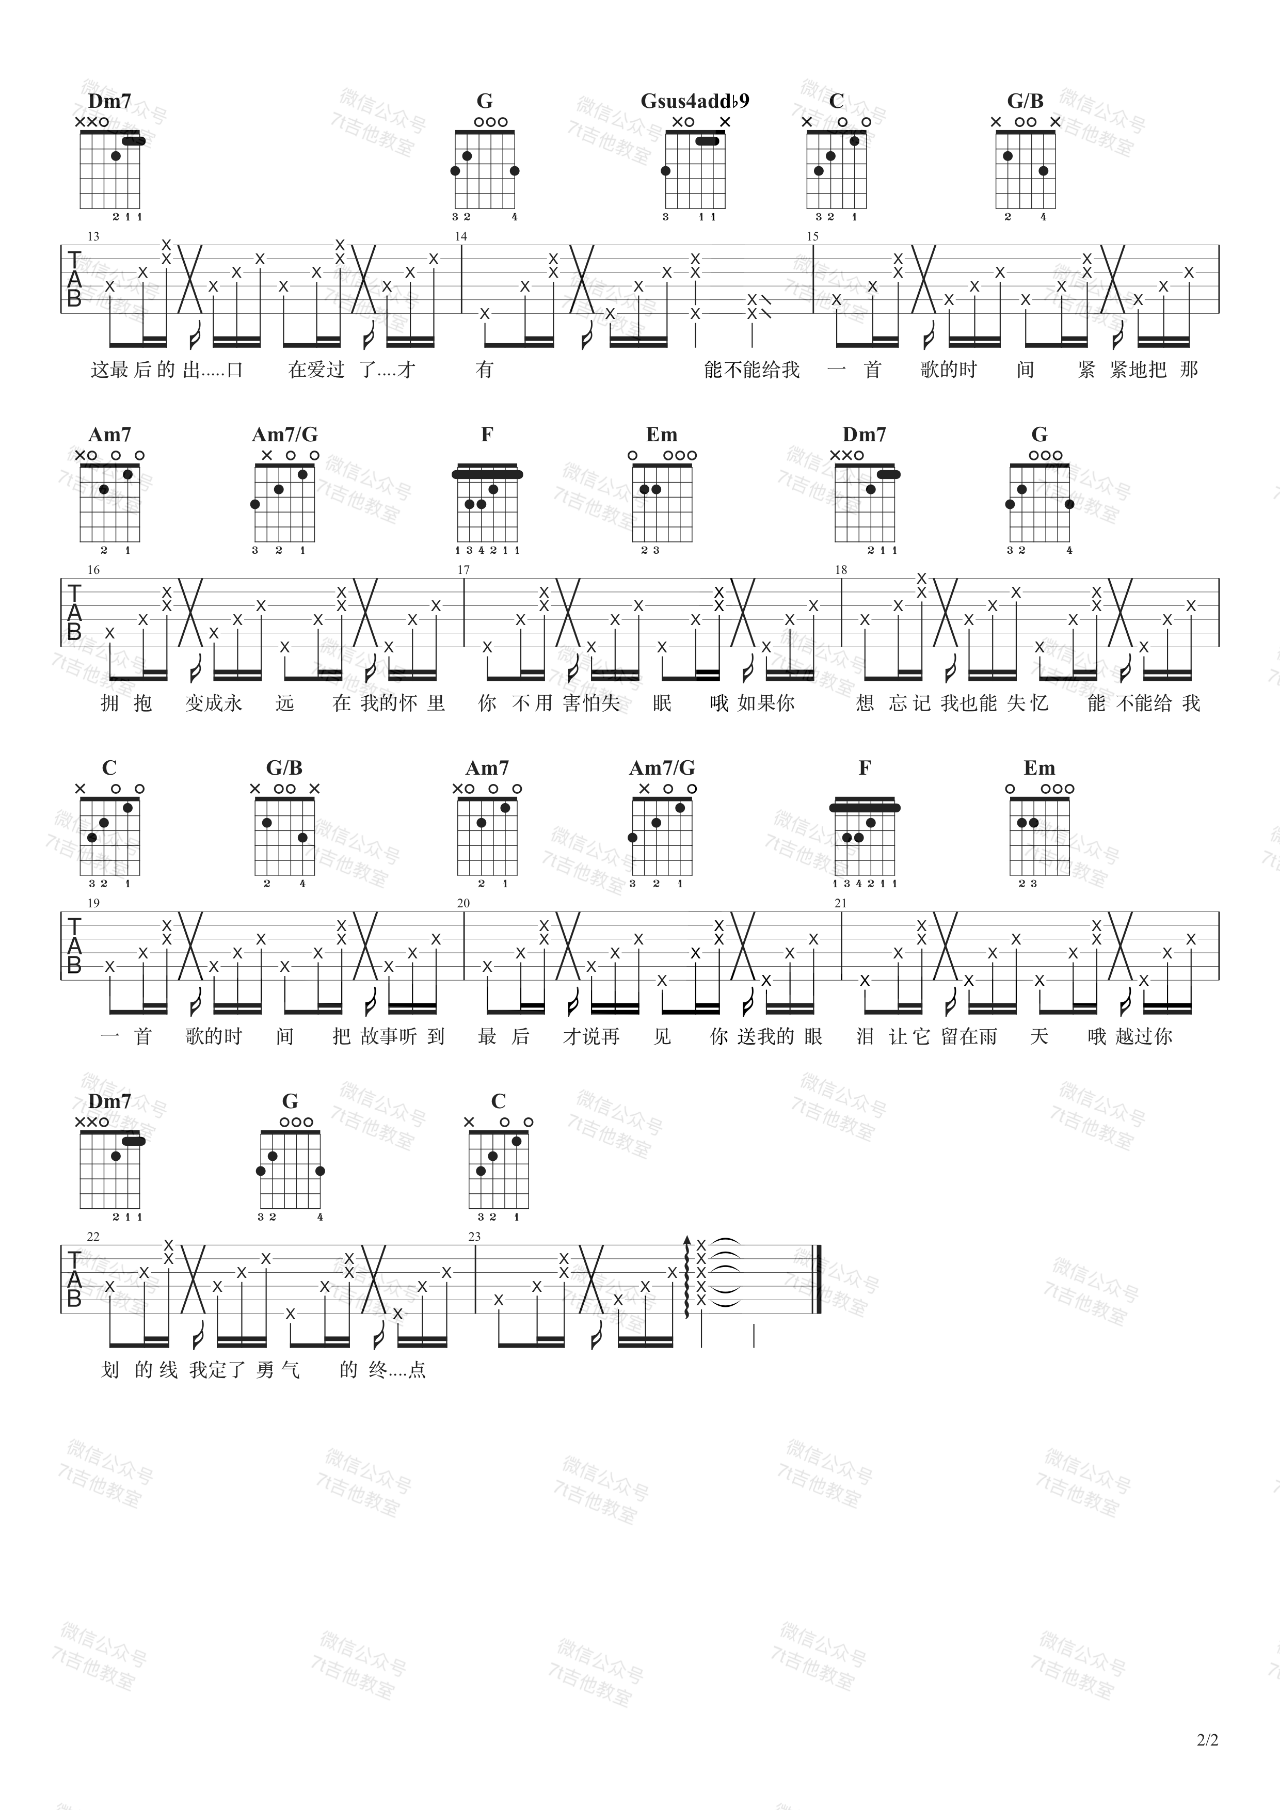 Dm7 G Gsus4add♭9 C G/B
××○ ○○○ ×○ × × ○ ○ × ○○ ×
2 1 1 3 2 4 3 1 1 3 2 1 2 4
13 14 15
T
A
B
这最后的出.....口 在爱过 了....才 有 能不能给我 一 首 歌的时 间 紧 紧地把 那
Am7 Am7/G F Em Dm7 G
×○ ○ ○ × ○ ○ ○ ○○○ ××○ ○○○
2 1 3 2 1 1 3 4 2 1 1 2 3 2 1 1 3 2 4
16 17 18
T
A
B
拥 抱 变成永 远 在 我的怀 里 你 不 用 害怕失 眠 哦 如果你 想 忘 记 我也能 失 忆 能 不能给 我
C G/B Am7 Am7/G F Em
× ○ ○ × ○○ × ×○ ○ ○ × ○ ○ ○ ○○○
3 2 1 2 4 2 1 3 2 1 1 3 4 2 1 1 2 3
19 20 21
T
A
B
一 首 歌的时 间 把 故事听 到 最 后 才说再 见 你 送我的 眼 泪 让 它 留在雨 天 哦 越过你
Dm7 G C
××○ ○○○ × ○ ○
2 1 1 3 2 4 3 2 1
22 23
T
A
B
划 的 线 我定了 勇 气 的 终....点
2/2
微信公众号
7t吉他教室